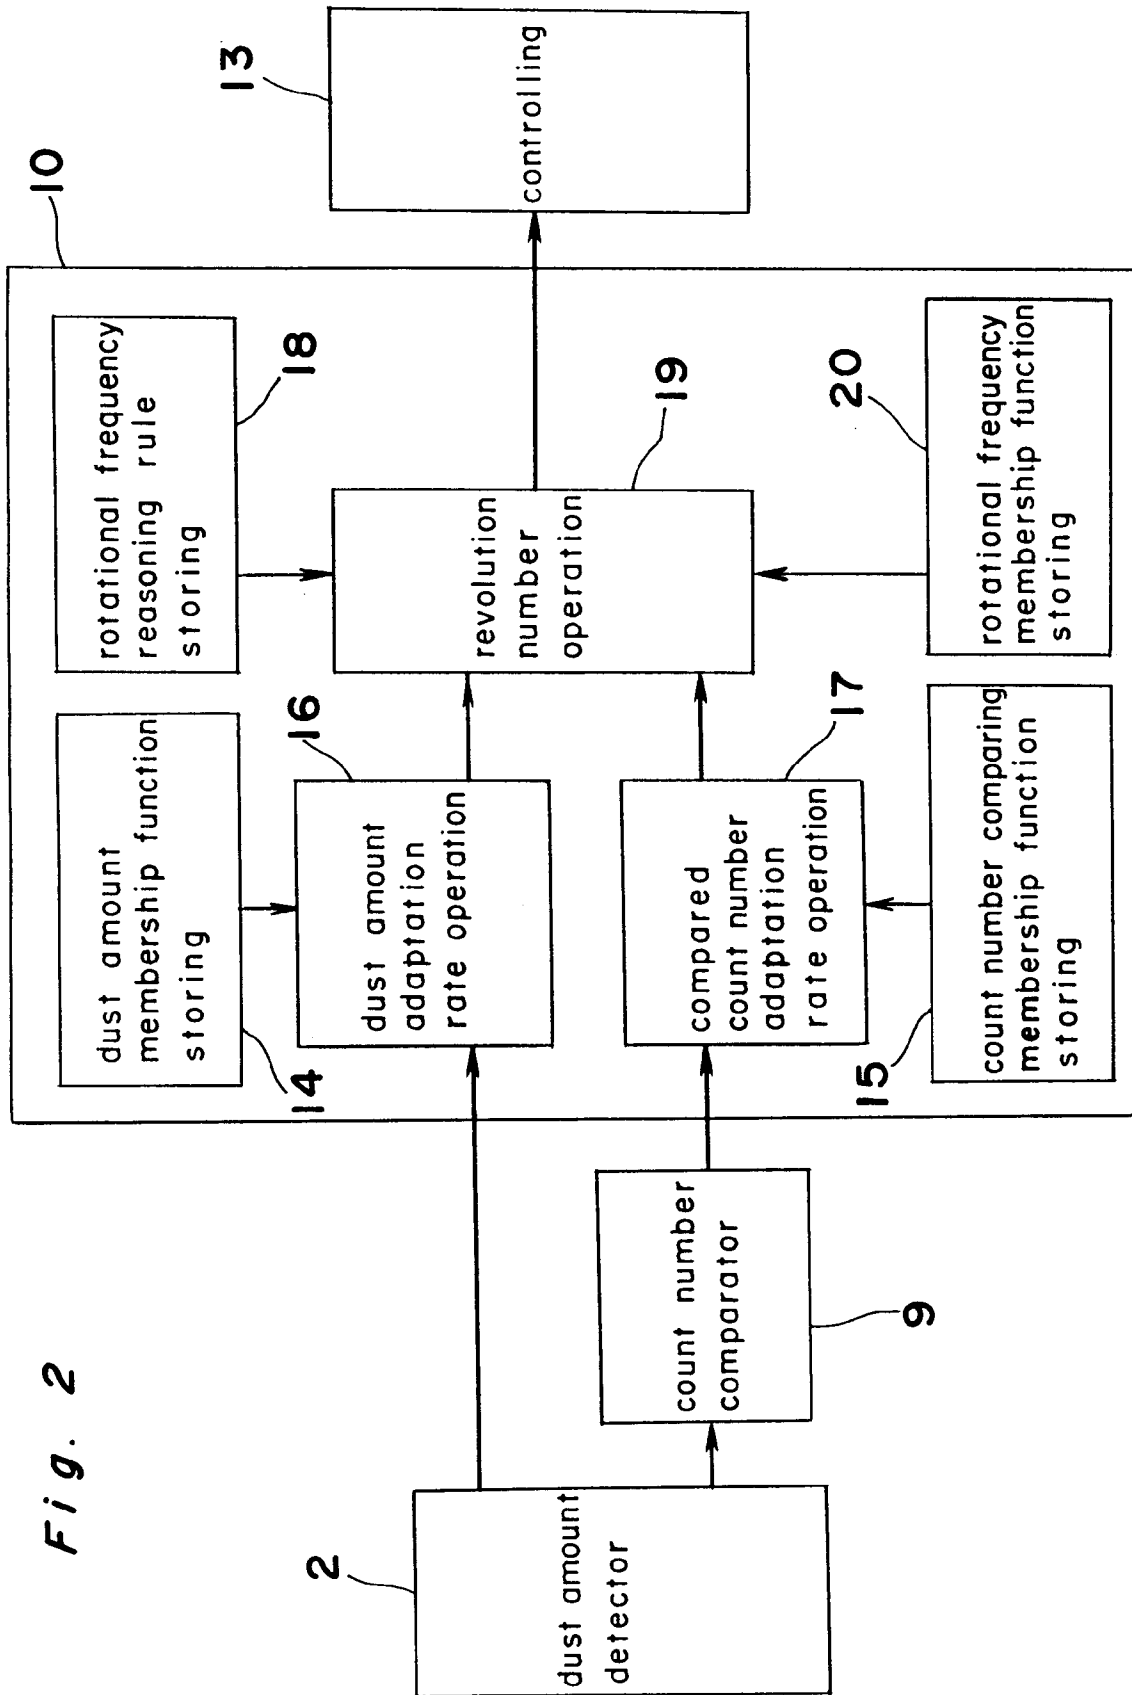 Fig. 2
10
dust amount
membership function
storing
14
rotational frequency
reasoning rule
storing
18
13
controlling
16
dust amount
adaptation
rate operation
revolution
number
operation
19
2
dust amount
detector
count number
comparator
9
compared
count number
adaptation
rate operation
17
15
count number comparing
membership function
storing
20
rotational frequency
membership function
storing